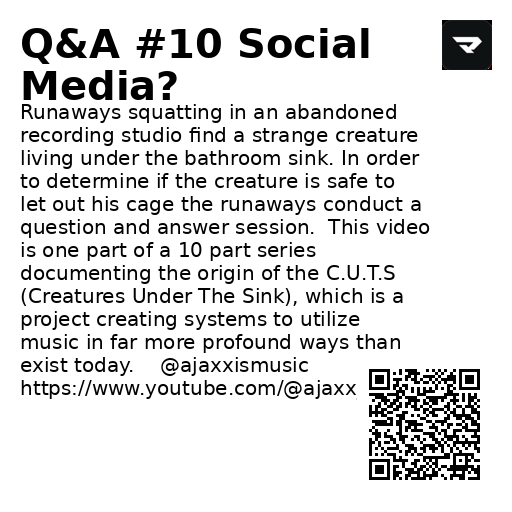 Q&A #10 Social
Media?
Runaways squatting in an abandoned
recording studio find a strange creature
living under the bathroom sink. In order
to determine if the creature is safe to
let out his cage the runaways conduct a
question and answer session.  This video
is one part of a 10 part series
documenting the origin of the C.U.T.S
(Creatures Under The Sink), which is a
project creating systems to utilize
music in far more profound ways than
exist today.    @ajaxxismusic
https://www.youtube.com/@ajaxx